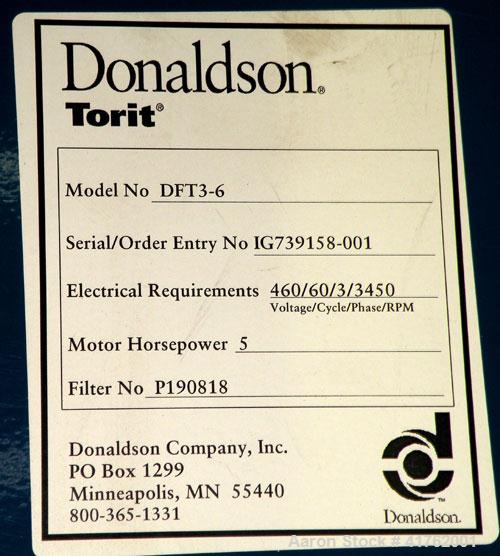 Donaldson®
Torit®
Model No DFT3-6
Serial/Order Entry No IG739158-001
Electrical Requirements 460/60/3/3450
Voltage/Cycle/Phase/RPM
Motor Horsepower 5
Filter No P190818
Donaldson Company, Inc.
PO Box 1299
Minneapolis, MN 55440
800-365-1331
™
Donaldson.
Aaron Stock # 41762001